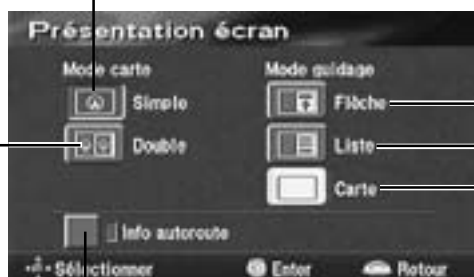 Présentation écran
Mode carte
Mode guidage
Simple
Flèche
Double
Liste
Carte
Info autoroute
Sélectionner
Enter
Retour